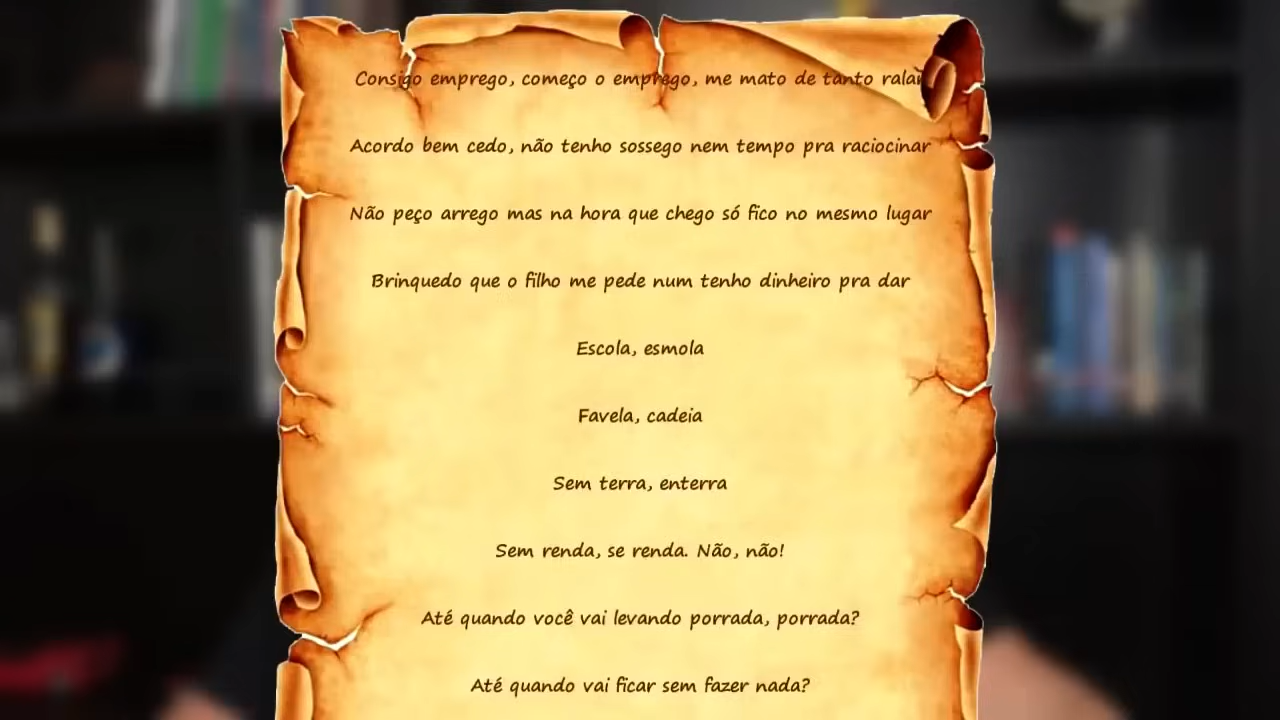 Consigo emprego, começo o emprego, me mato de tanto ralar
Acordo bem cedo, não tenho sossego nem tempo pra raciocinar
Não peço arrego mas na hora que chego só fico no mesmo lugar
Brinquedo que o filho me pede num tenho dinheiro pra dar
Escola, esmola
Favela, cadeia
Sem terra, enterra
Sem renda, se renda. Não, não!
Até quando você vai levando porrada, porrada?
Até quando vai ficar sem fazer nada?